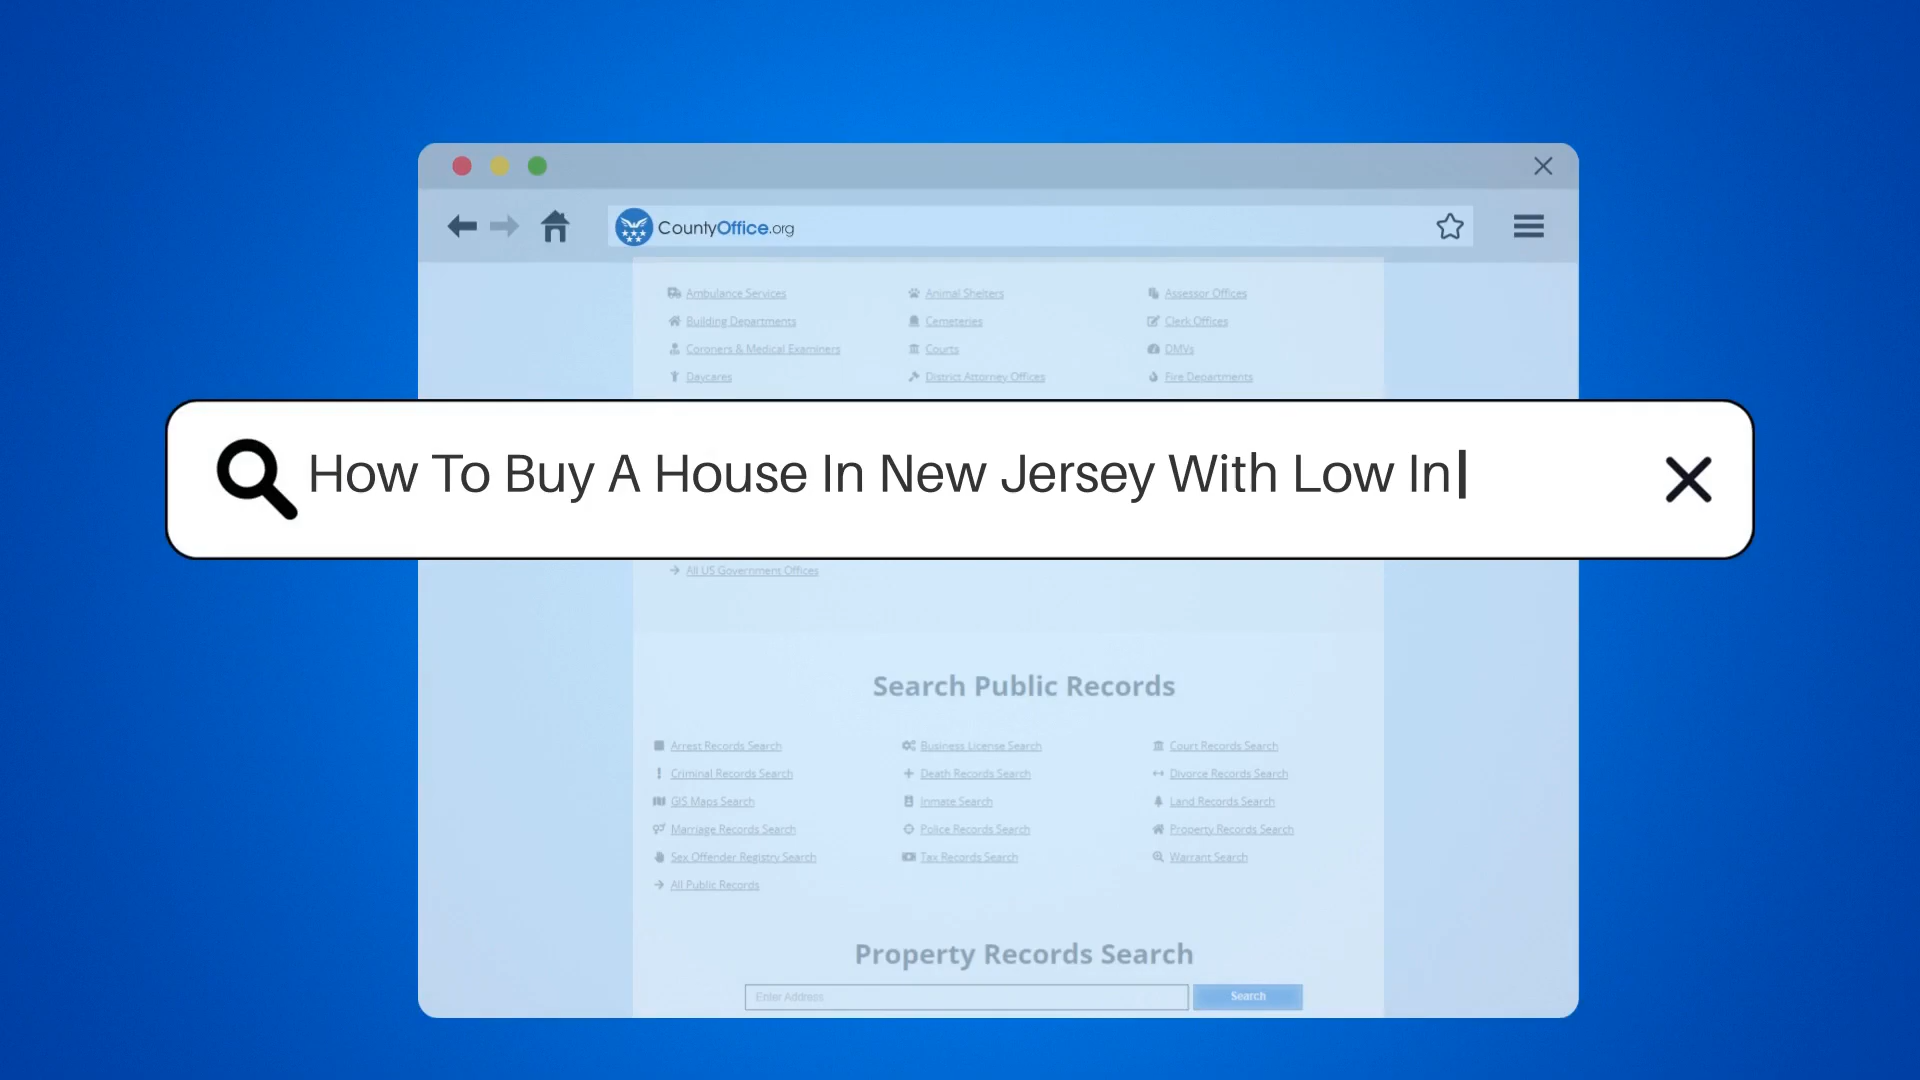 CountyOffice.org
Ambulance Services Animal Shelters Assessor Offices
Building Departments Cemeteries Clerk Offices
Coroners & Medical Examiners Courts DMVs
Daycares District Attorney Offices Fire Departments
How To Buy A House In New Jersey With Low In
All US Government Offices
Search Public Records
Arrest Records Search Business License Search Court Records Search
Criminal Records Search Death Records Search Divorce Records Search
GIS Maps Search Inmate Search Land Records Search
Marriage Records Search Police Records Search Property Records Search
Sex Offender Registry Search Tax Records Search Warrant Search
All Public Records
Property Records Search
Enter Address Search